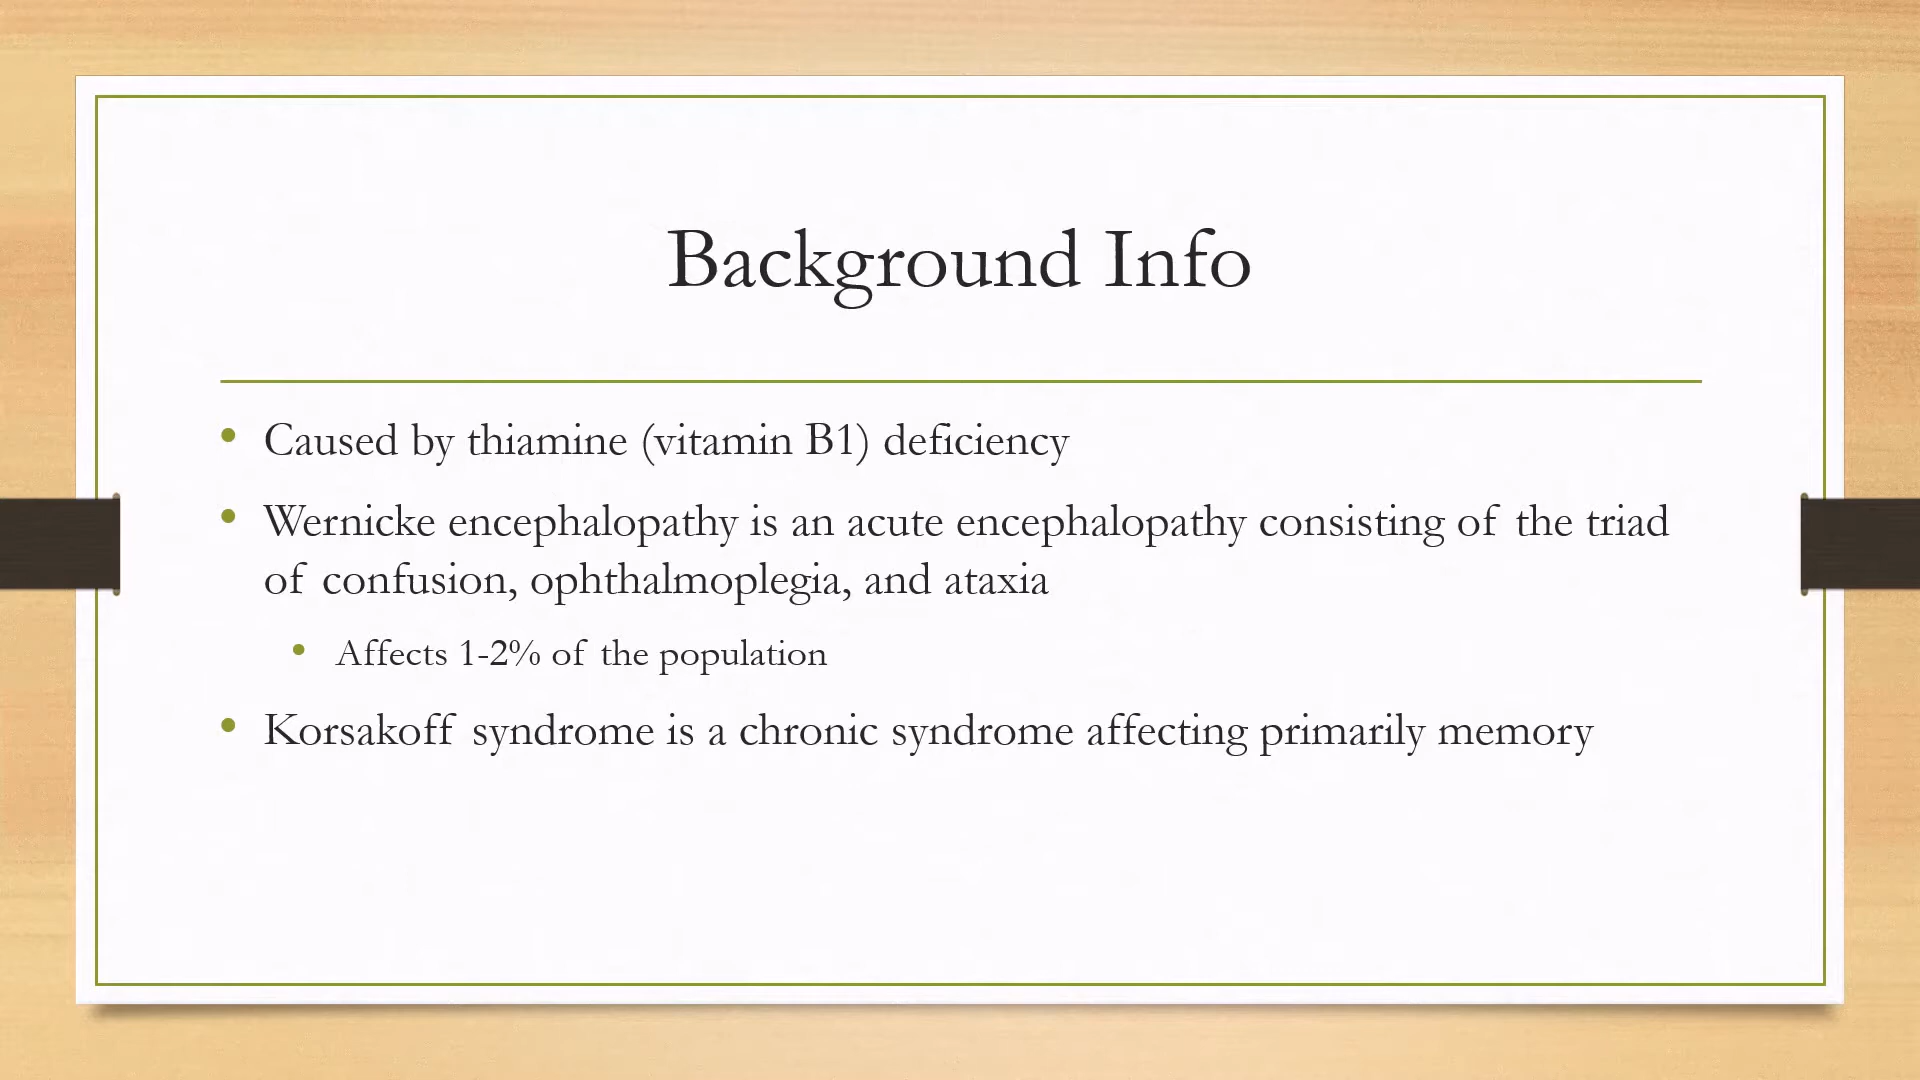 Background Info
• Caused by thiamine (vitamin B1) deficiency
• Wernicke encephalopathy is an acute encephalopathy consisting of the triad
of confusion, ophthalmoplegia, and ataxia
• Affects 1-2% of the population
• Korsakoff syndrome is a chronic syndrome affecting primarily memory